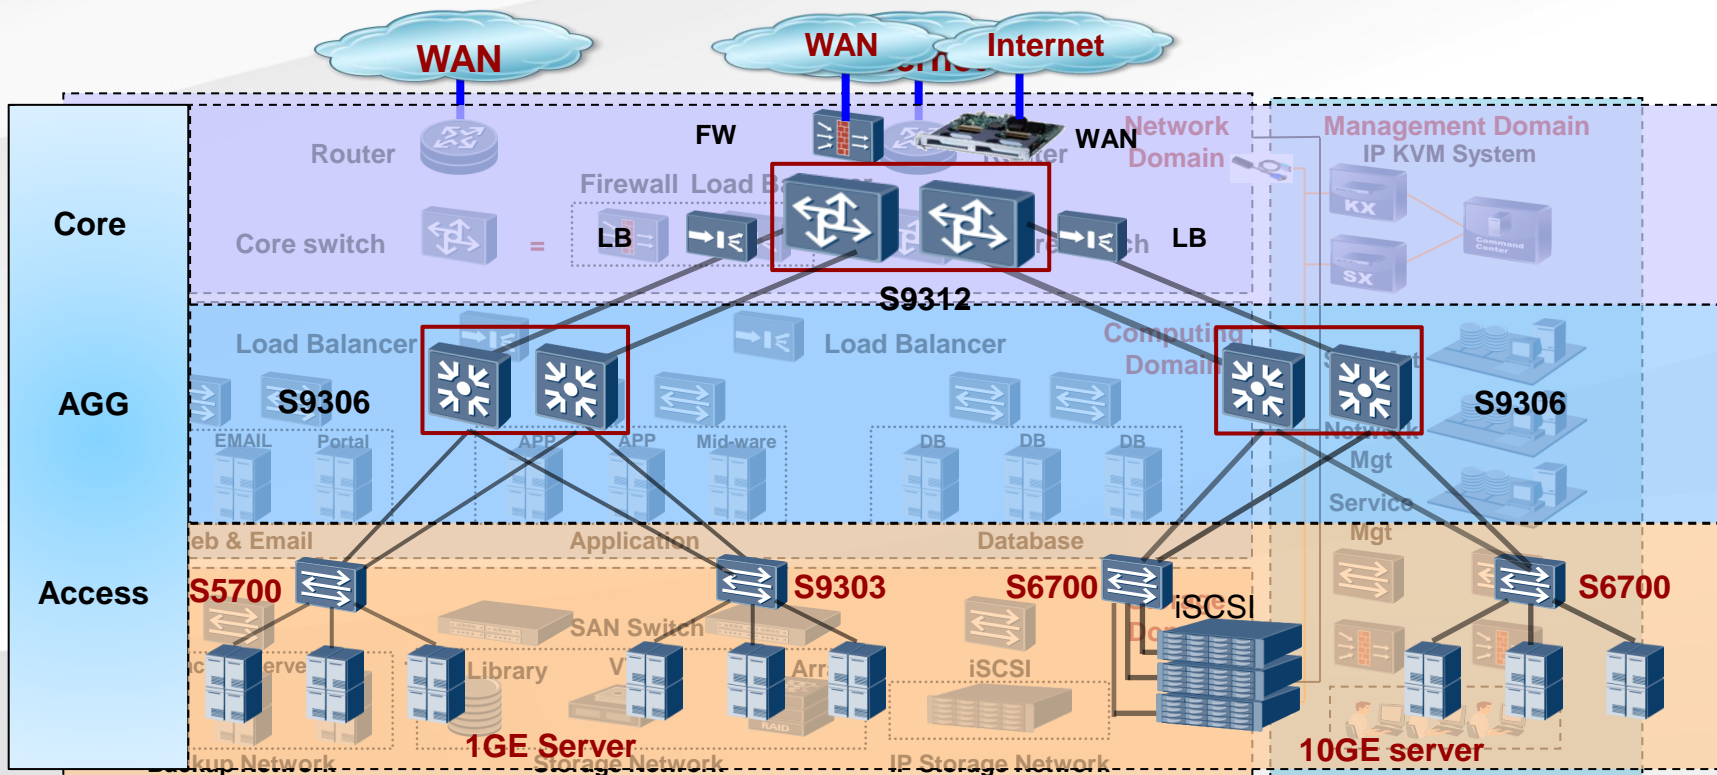 WAN
WAN
Internet
FW
WAN
Network
Domain
Management Domain
IP KVM System
Router
Firewall
KX
Core
Core switch
=
LB
LB
Command
Center
SX
S9312
Load Balancer
Load Balancer
Computing
Domain
AGG
S9306
S9306
EMAIL
Portal
APP
APP
Mid-ware
DB
DB
DB
Network
Mgt
Service
Mgt
Application
Database
Access
S5700
S9303
S6700
S6700
iSCSI
SAN Switch
Library
iSCSI
1GE Server
10GE server
Backup Network
Storage Network
IP Storage Network